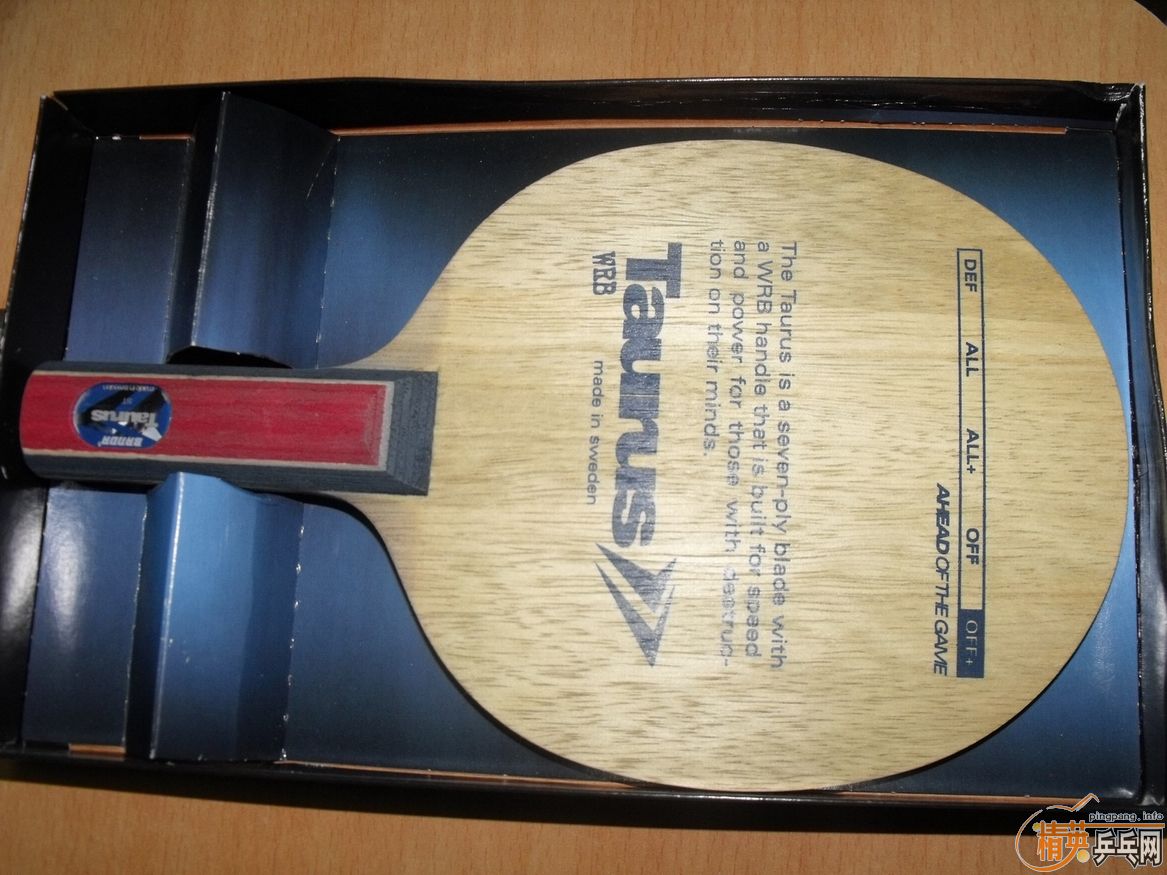 DEF ALL ALL+ OFF OFF+
AHEAD OF THE GAME
The Taurus is a seven-ply blade with
a WRB handle that is built for speed
and power for those with destruc-
tion on their minds.
Taurus
WRB
made in sweden
BANDA
Taurus
ST
pingpang.info
精英乒乓网